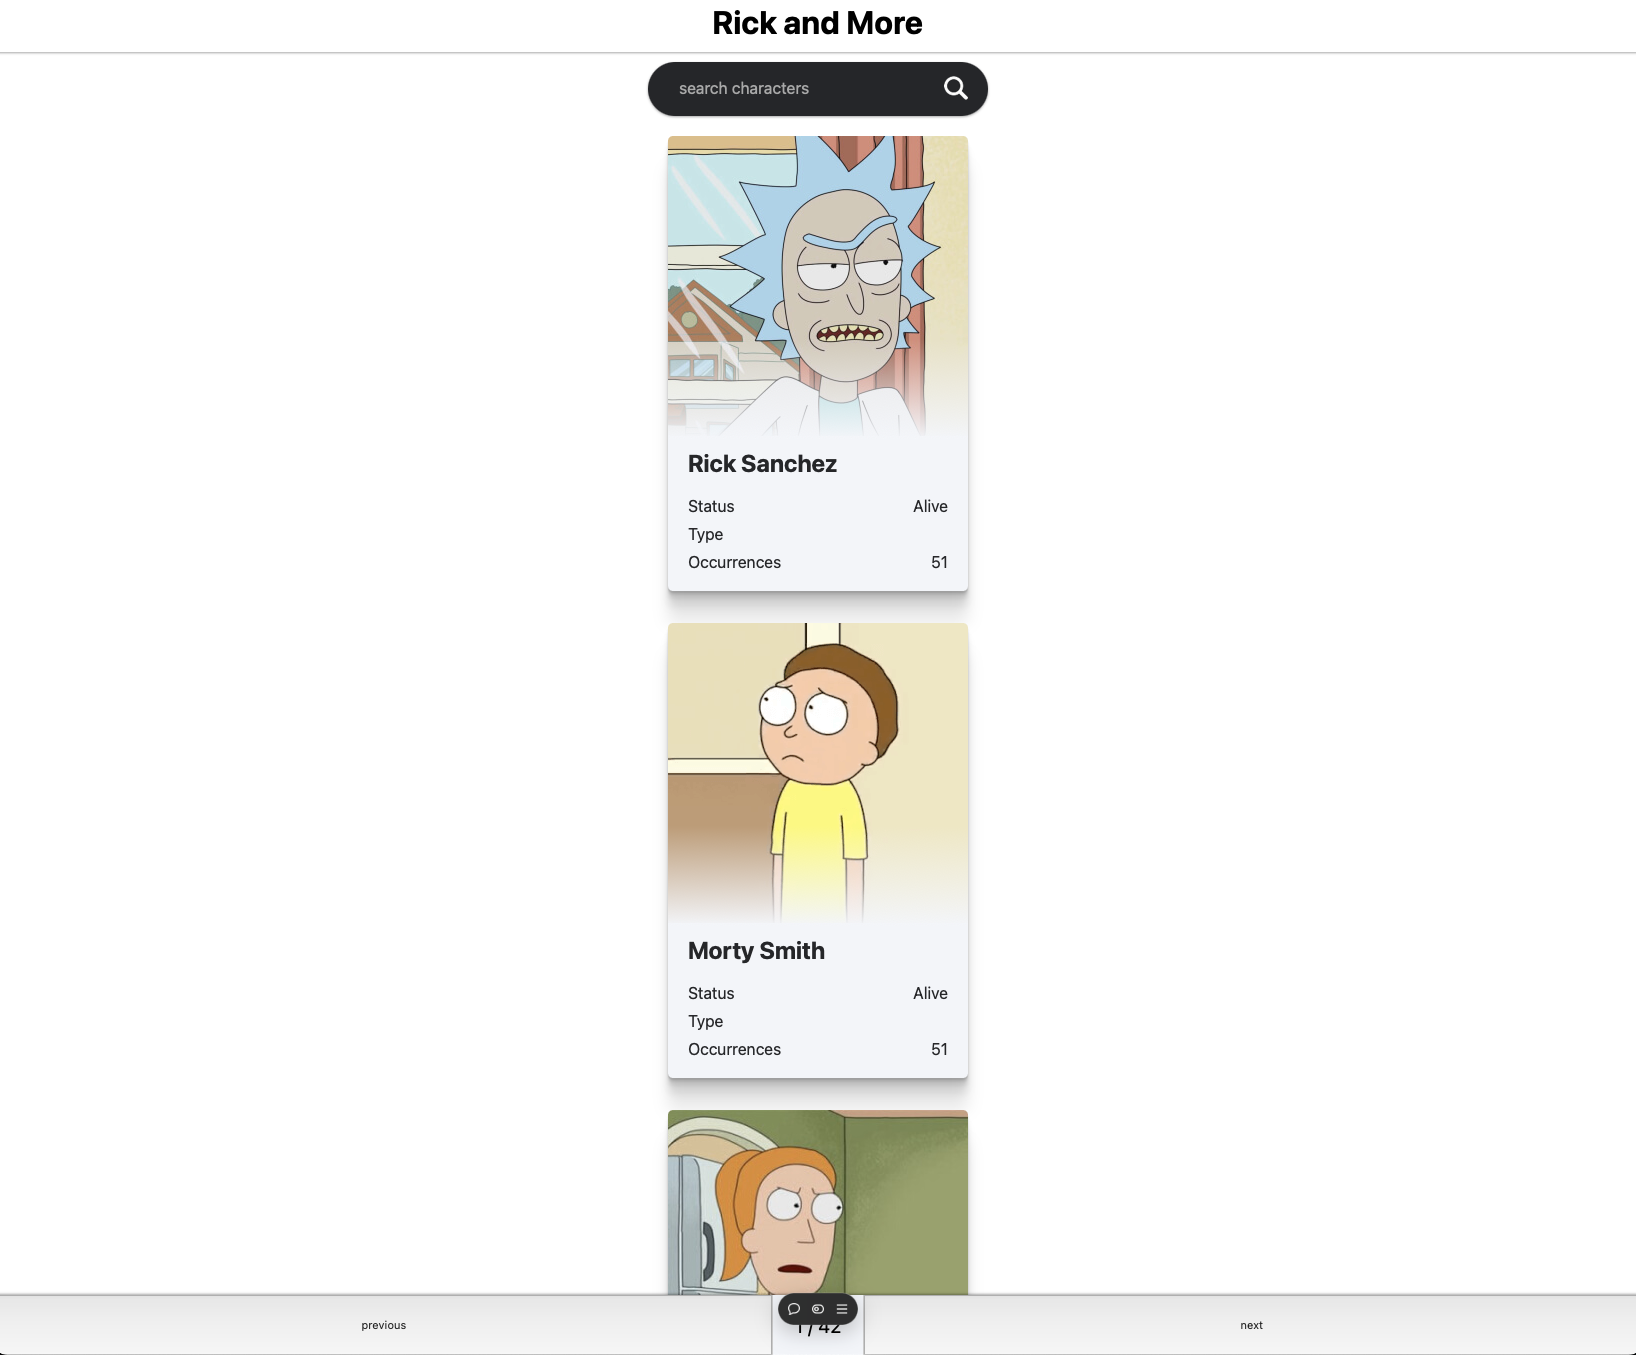 Rick and More
search characters
Rick Sanchez
Status Alive
Type
Occurrences 51
Morty Smith
Status Alive
Type
Occurrences 51
previous 1 / 42 next